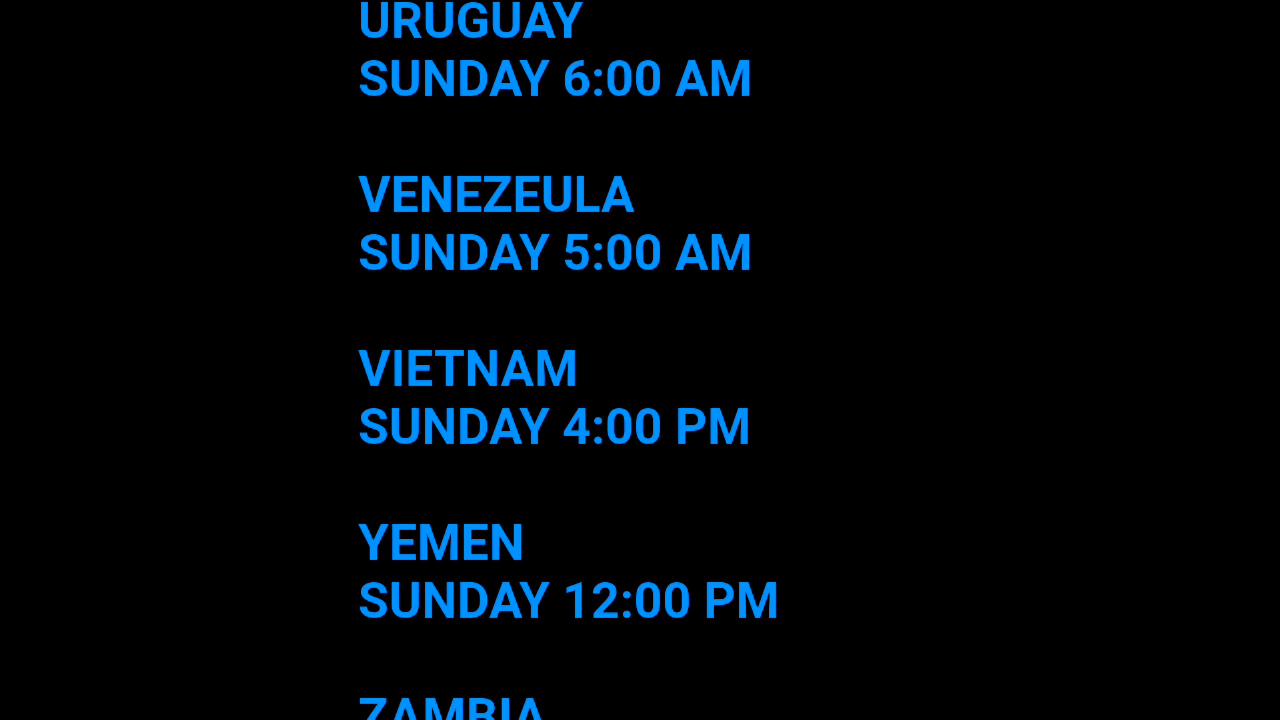 URUGUAY
SUNDAY 6:00 AM
VENEZEULA
SUNDAY 5:00 AM
VIETNAM
SUNDAY 4:00 PM
YEMEN
SUNDAY 12:00 PM
ZAMBIA